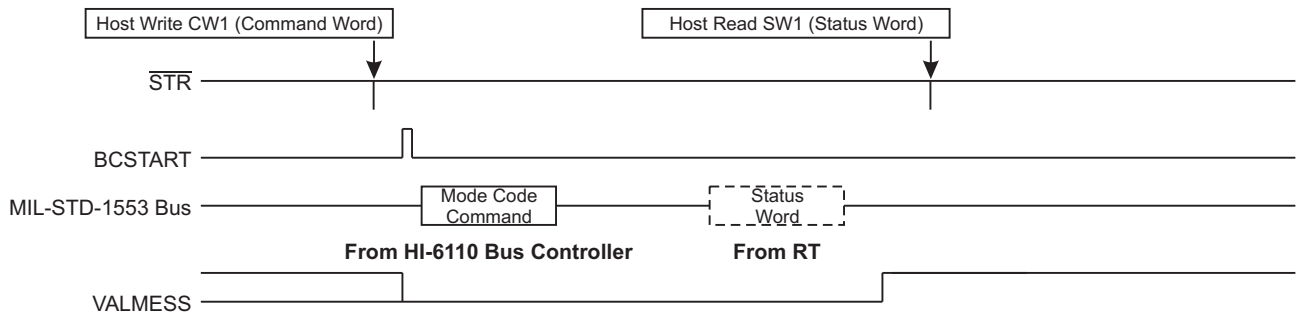 Host Write CW1 (Command Word)
Host Read SW1 (Status Word)
STR
BCSTART
MIL-STD-1553 Bus
Mode Code
Command
Status
Word
From HI-6110 Bus Controller
From RT
VALMESS